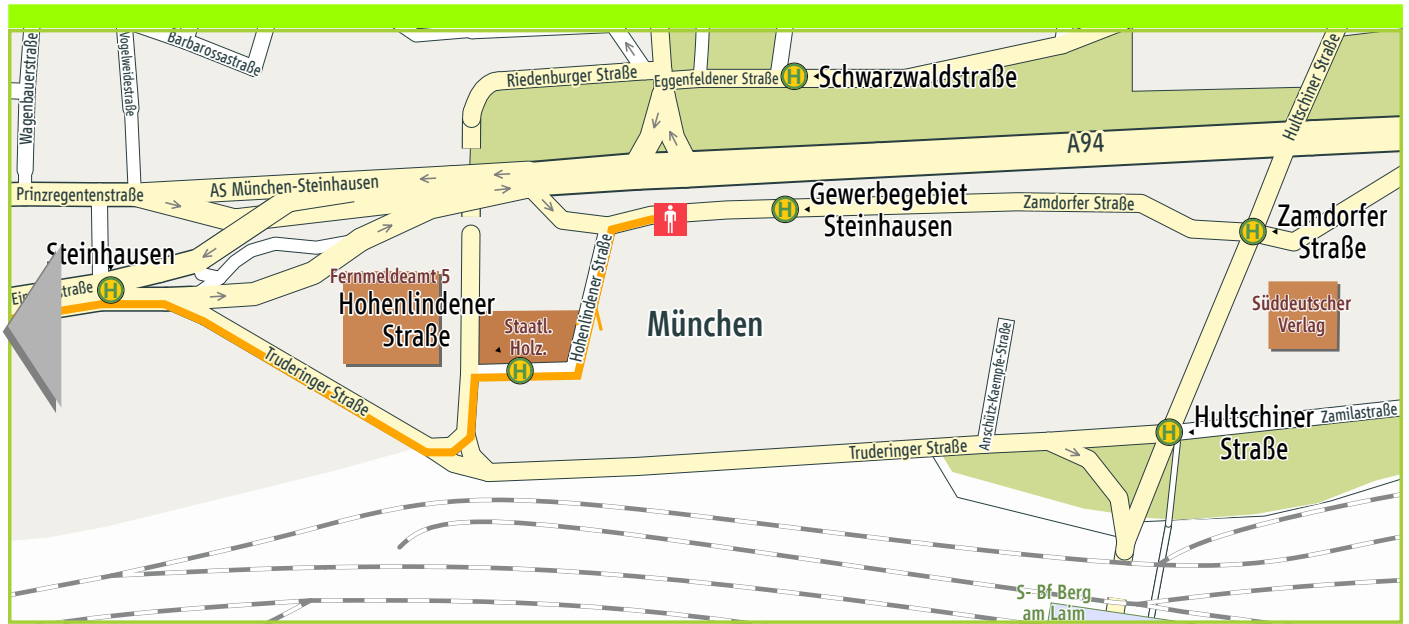 Wagenbauerstraße
Vogelweidestraße
Barbarossastraße
Riedenburger Straße
Eggenfeldener Straße
H
Schwarzwaldstraße
Hultschiner Straße
A94
Prinzregentenstraße
AS München-Steinhausen
H
Gewerbegebiet
Steinhausen
Zamdorfer Straße
H
Zamdorfer
Straße
Steinhausen
H
straße
Fernmeldeamt 5
Hohenlindener
Straße
Staatl.
Holz.
H
Hohenlindener Straße
München
Süddeutscher
Verlag
Truderinger Straße
Anschütz-Kaempfe-Straße
Truderinger Straße
H
Hultschiner
Straße
Zamilastraße
S- Bf Berg
am Laim